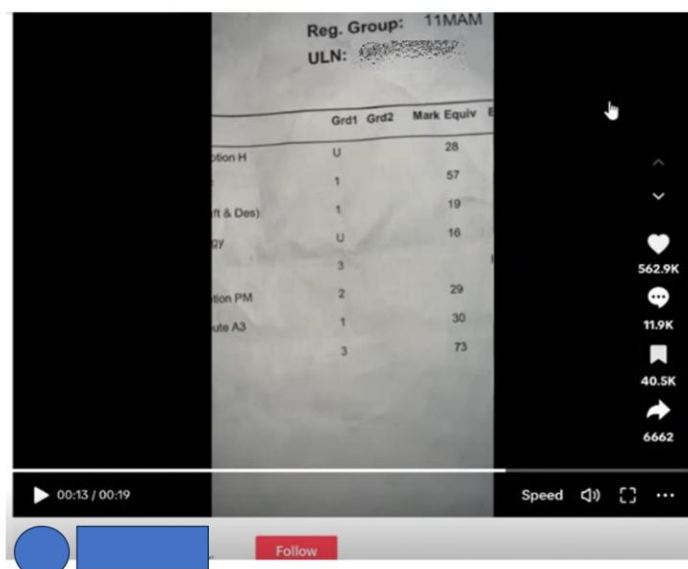 Reg. Group: 11MAM
ULN:
Grd1 Grd2 Mark Equiv E
otion H U 28
1 57
ft & Des) 1 19
gy U 16
3
tion PM 2 29
ute A3 1 30
3 73
562.9K
11.9K
40.5K
6662
00:13 / 00:19 Speed
Follow